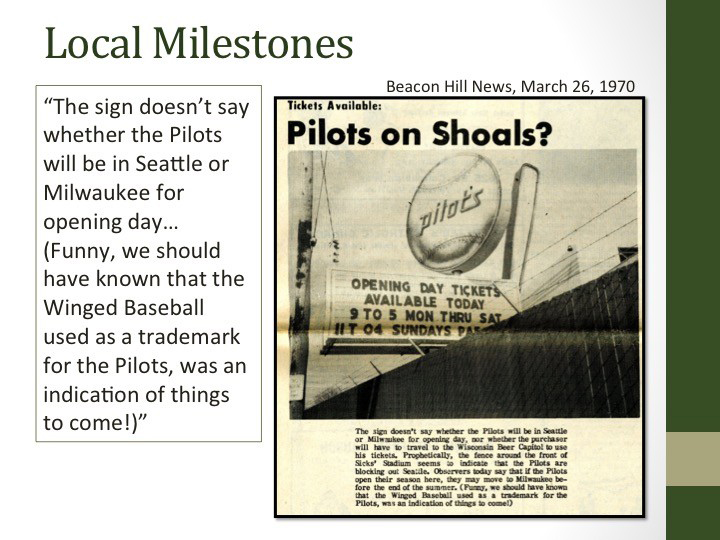 Local Milestones
Beacon Hill News, March 26, 1970
“The sign doesn’t say
whether the Pilots
will be in Seattle or
Milwaukee for
opening day…
(Funny, we should
have known that the
Winged Baseball
used as a trademark
for the Pilots, was an
indication of things
to come!)”
Tickets Available:
Pilots on Shoals?
pilot's
OPENING DAY TICKETS
AVAILABLE TODAY
9 TO 5 MON THRU SAT
11 TO 4 SUNDAYS
The sign doesn't say whether the Pilots will be in Seattle
or Milwaukee for opening day, nor whether the purchaser
will have to travel to the Wisconsin Beer Capitol to use
his tickets. Prophetically, the fence around the front of
Sicks' Stadium seems to indicate that the Pilots are
blocking out Seattle. Observers today say that if the Pilots
open their season here, they may move to Milwaukee be-
fore the end of the summer. (Funny, we should have known
that the Winged Baseball used as a trademark for the
Pilots, was an indication of things to come!)